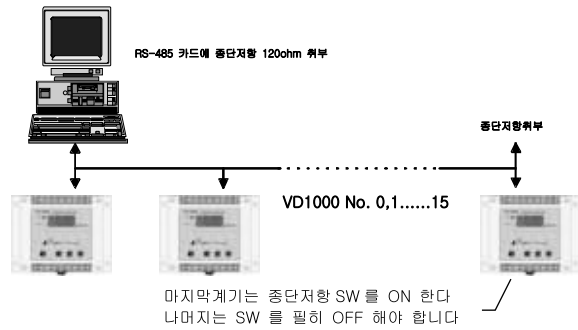 RS-485 카드에 종단저항 120ohm 취부
종단저항취부
VD1000 No. 0,1......15
마지막계기는 종단저항 SW 를 ON 한다
나머지는 SW 를 필히 OFF 해야 합니다